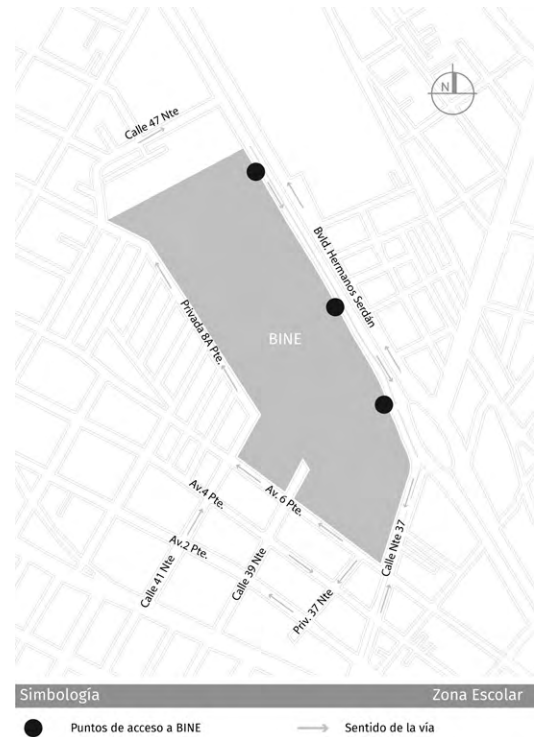 N
Calle 47 Nte
Bvld. Hermanos Serdán
Privada 8A Pte.
BINE
Av.4 Pte.
Av. 6 Pte.
Av.2 Pte.
Calle 41 Nte
Calle 39 Nte
Priv. 37 Nte
Calle Nte 37
Simbología Zona Escolar
Puntos de acceso a BINE Sentido de la vía